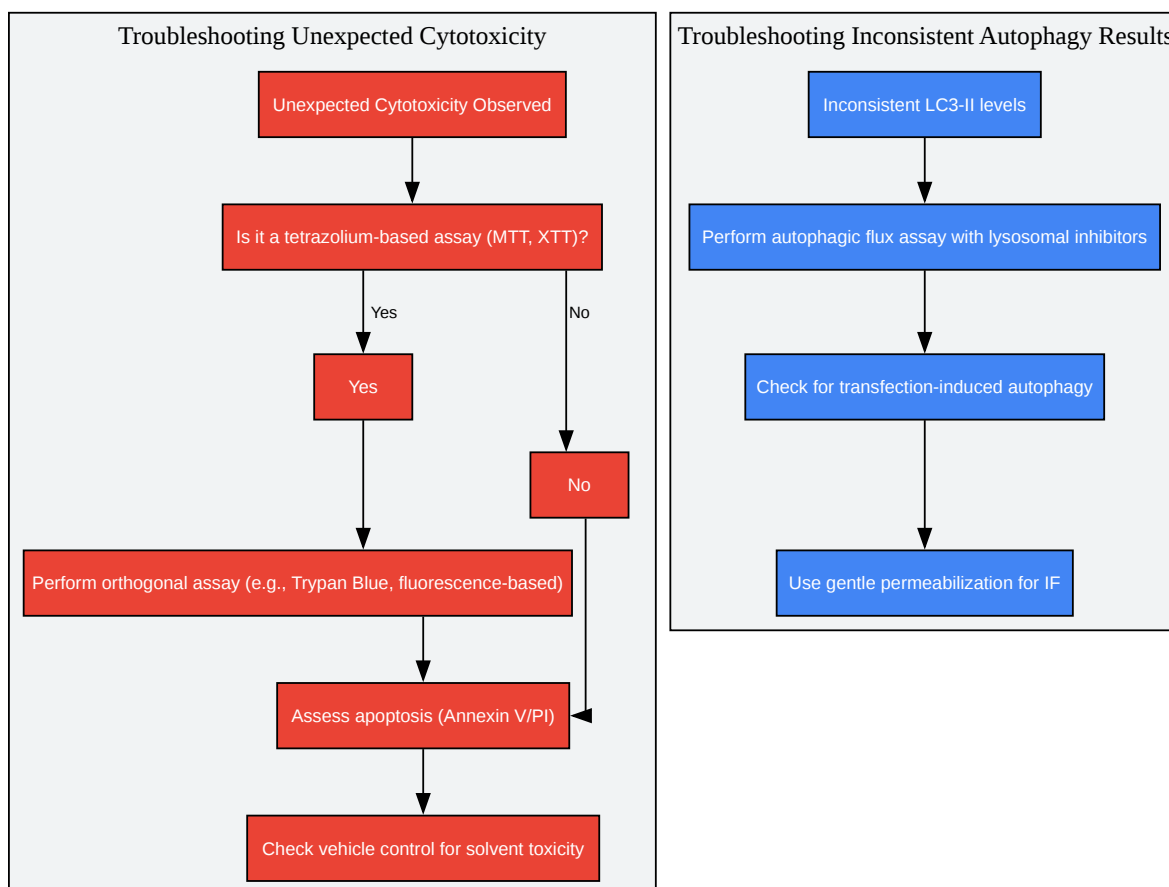 Troubleshooting Unexpected Cytotoxicity
Unexpected Cytotoxicity Observed
Is it a tetrazolium-based assay (MTT, XTT)?
Yes
No
Yes
No
Perform orthogonal assay (e.g., Trypan Blue, fluorescence-based)
Assess apoptosis (Annexin V/PI)
Check vehicle control for solvent toxicity
Troubleshooting Inconsistent Autophagy Results
Inconsistent LC3-II levels
Perform autophagic flux assay with lysosomal inhibitors
Check for transfection-induced autophagy
Use gentle permeabilization for IF